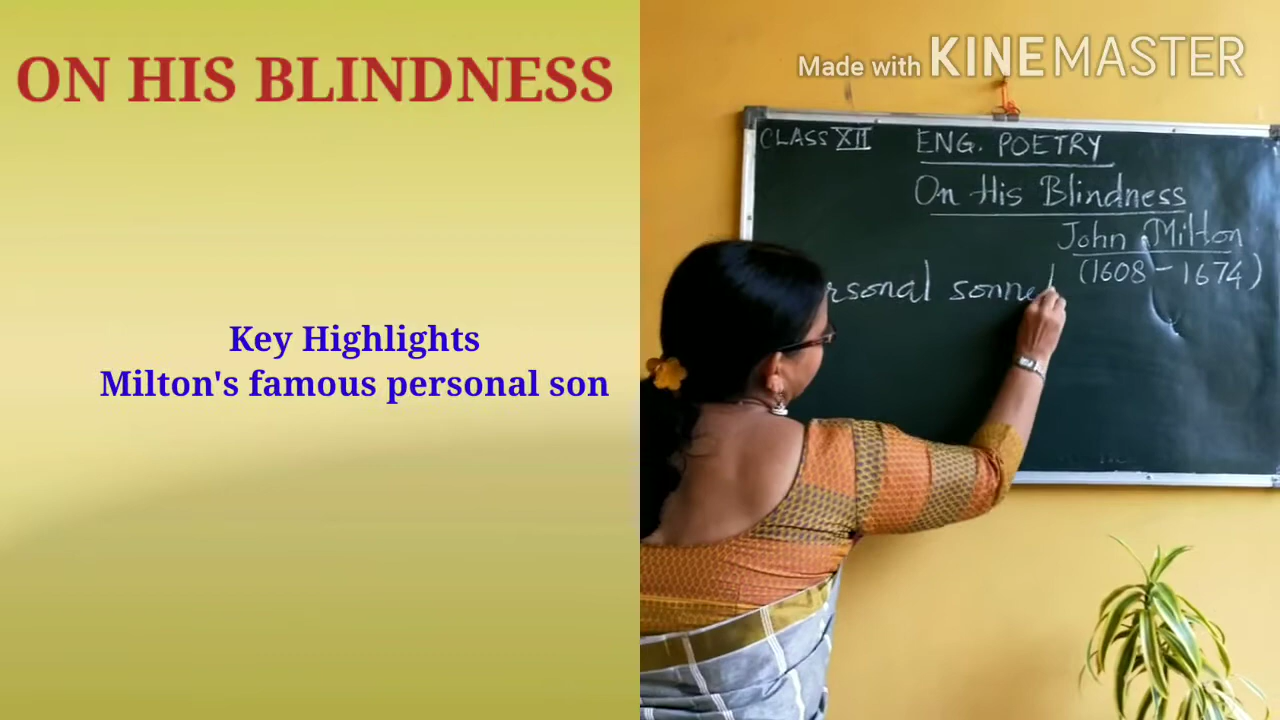 ON HIS BLINDNESS
Key Highlights
Milton's famous personal son
Made with KINEMASTER
CLASS XII
ENG. POETRY
On His Blindness
John Milton
(1608 - 1674)
rsonal sonnet